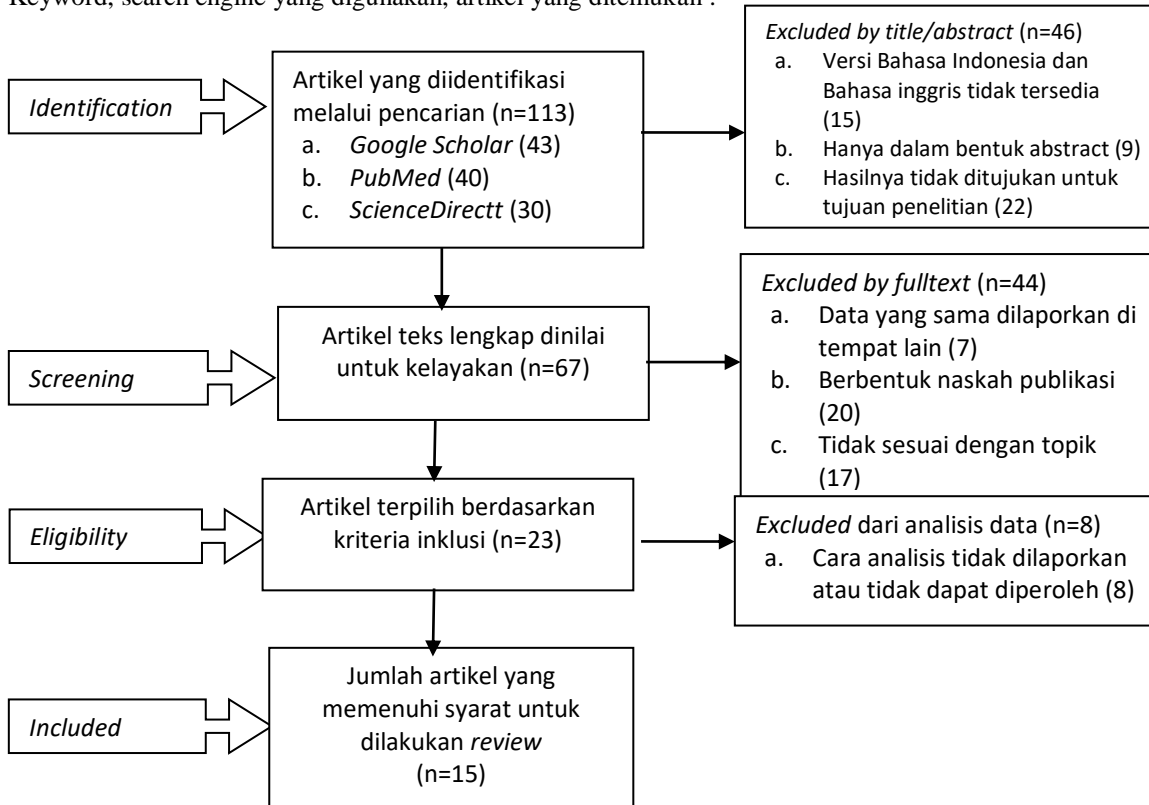 Keyword, search engine yang digunakan, artikel yang ditemukan :
Identification
Artikel yang diidentifikasi
melalui pencarian (n=113)
a. Google Scholar (43)
b. PubMed (40)
c. ScienceDirectt (30)
Excluded by title/abstract (n=46)
a. Versi Bahasa Indonesia dan
Bahasa inggris tidak tersedia
(15)
b. Hanya dalam bentuk abstract (9)
c. Hasilnya tidak ditujukan untuk
tujuan penelitian (22)
Screening
Artikel teks lengkap dinilai
untuk kelayakan (n=67)
Excluded by fulltext (n=44)
a. Data yang sama dilaporkan di
tempat lain (7)
b. Berbentuk naskah publikasi
(20)
c. Tidak sesuai dengan topik
(17)
Eligibility
Artikel terpilih berdasarkan
kriteria inklusi (n=23)
Excluded dari analisis data (n=8)
a. Cara analisis tidak dilaporkan
atau tidak dapat diperoleh (8)
Included
Jumlah artikel yang
memenuhi syarat untuk
dilakukan review
(n=15)